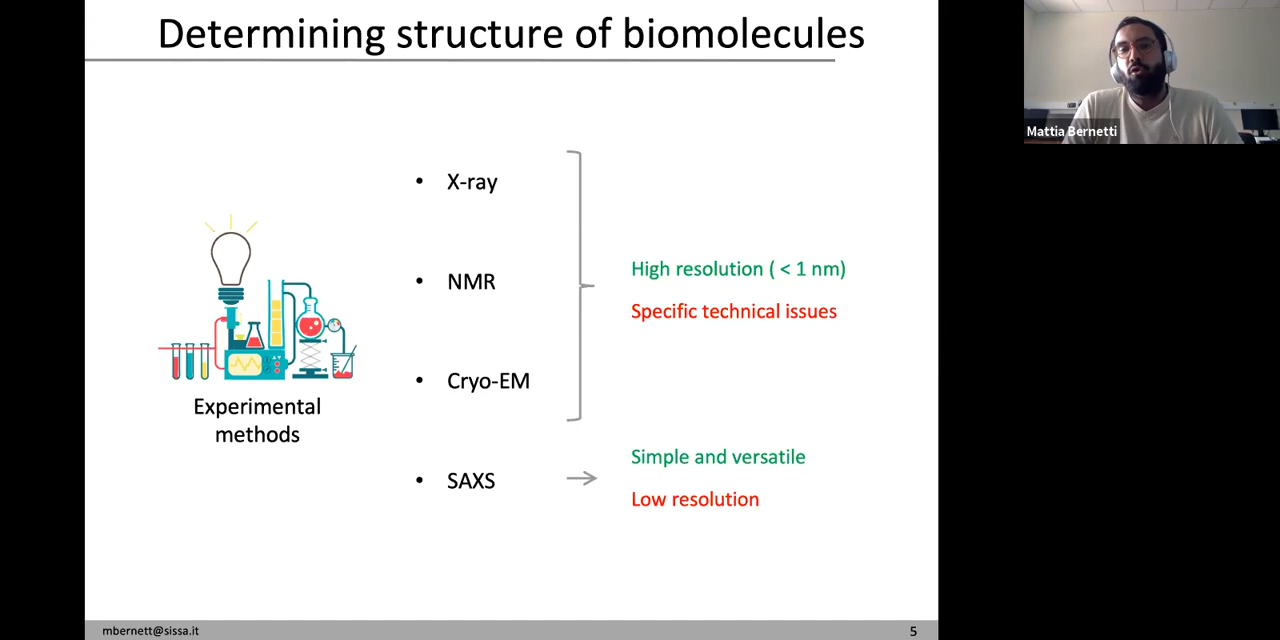 Determining structure of biomolecules
Mattia Bernetti
• X-ray
• NMR
• Cryo-EM
• SAXS
High resolution ( < 1 nm)
Specific technical issues
Simple and versatile
Low resolution
Experimental
methods
mbernett@sissa.it
5